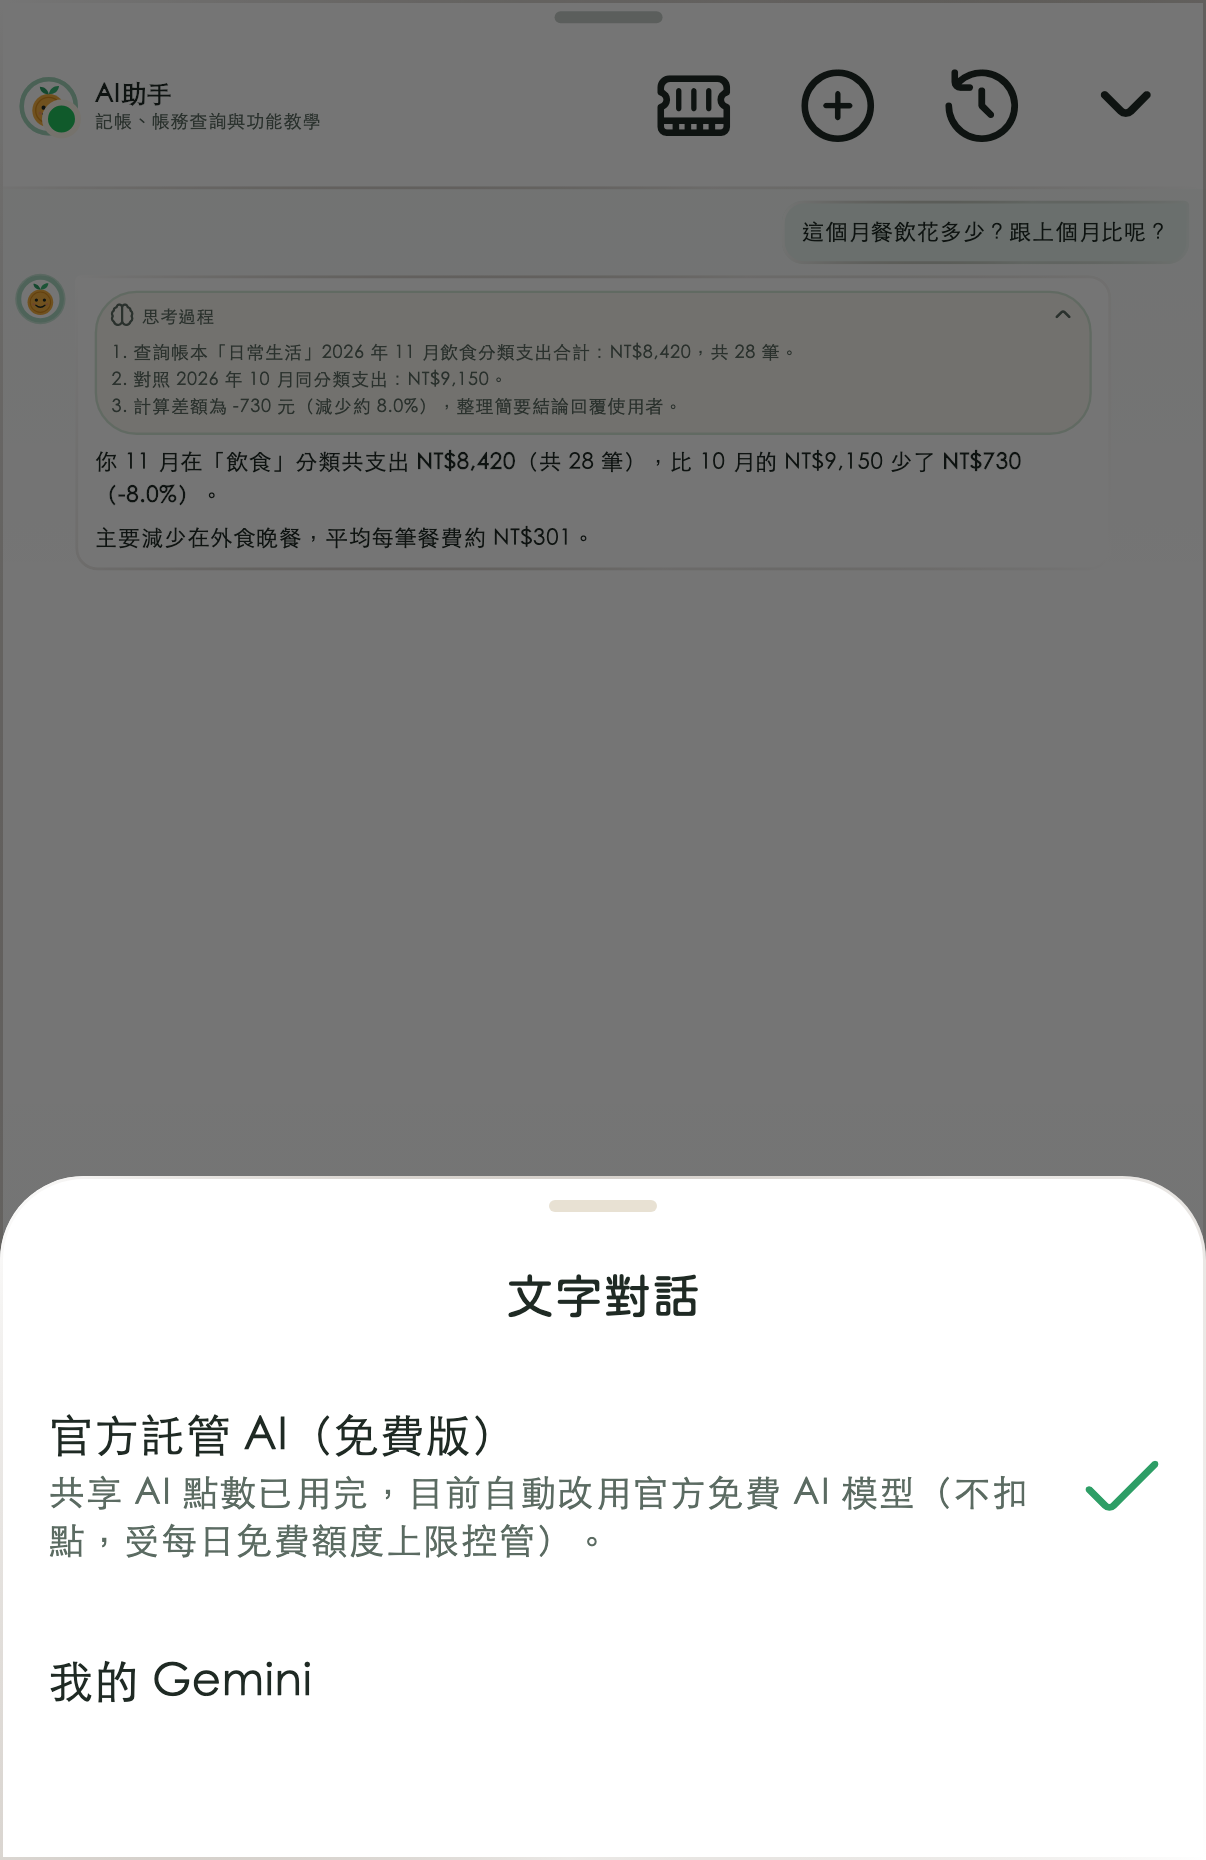 AI助手
記帳、帳務查詢與功能教學
這個月餐飲花多少？跟上個月比呢？
思考過程
1. 查詢帳本「日常生活」2026 年 11 月飲食分類支出合計：NT$8,420，共 28 筆。
2. 對照 2026 年 10 月同分類支出：NT$9,150。
3. 計算差額為 -730 元（減少約 8.0%），整理簡要結論回覆使用者。
你 11 月在「飲食」分類共支出 NT$8,420（共 28 筆），比 10 月的 NT$9,150 少了 NT$730
（-8.0%）。
主要減少在外食晚餐，平均每筆餐費約 NT$301。
文字對話
官方託管 AI（免費版）
共享 AI 點數已用完，目前自動改用官方免費 AI 模型（不扣
點，受每日免費額度上限控管）。
我的 Gemini